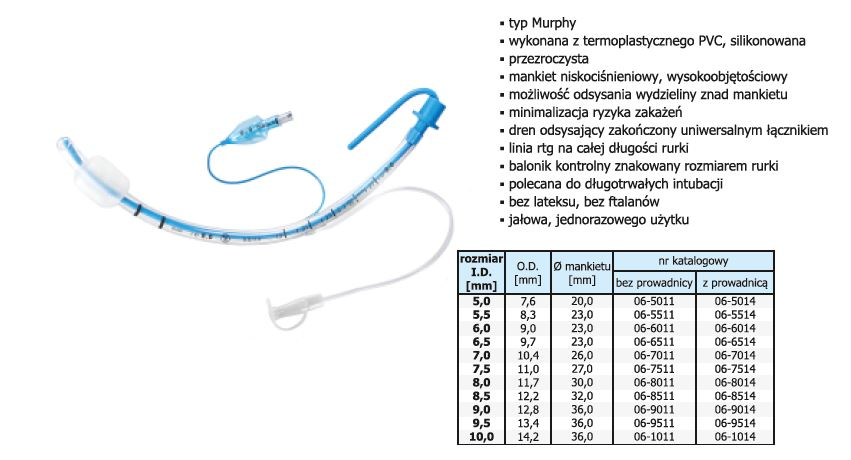 ▪ typ Murphy
▪ wykonana z termoplastycznego PVC, silikonowana
▪ przezroczysta
▪ mankiet niskociśnieniowy, wysokoobjętościowy
▪ możliwość odsysania wydzieliny znad mankietu
▪ minimalizacja ryzyka zakażeń
▪ dren odsysający zakończony uniwersalnym łącznikiem
▪ linia rtg na całej długości rurki
▪ balonik kontrolny znakowany rozmiarem rurki
▪ polecana do długotrwałych intubacji
▪ bez lateksu, bez ftalanów
▪ jałowa, jednorazowego użytku
rozmiar I.D. [mm] O.D. [mm] Ø mankietu [mm] nr katalogowy
bez prowadnicy z prowadnicą
5,0 7,6 20,0 06-5011 06-5014
5,5 8,3 23,0 06-5511 06-5514
6,0 9,0 23,0 06-6011 06-6014
6,5 9,7 23,0 06-6511 06-6514
7,0 10,4 26,0 06-7011 06-7014
7,5 11,0 27,0 06-7511 06-7514
8,0 11,7 30,0 06-8011 06-8014
8,5 12,2 32,0 06-8511 06-8514
9,0 12,8 36,0 06-9011 06-9014
9,5 13,4 36,0 06-9511 06-9514
10,0 14,2 36,0 06-1011 06-1014